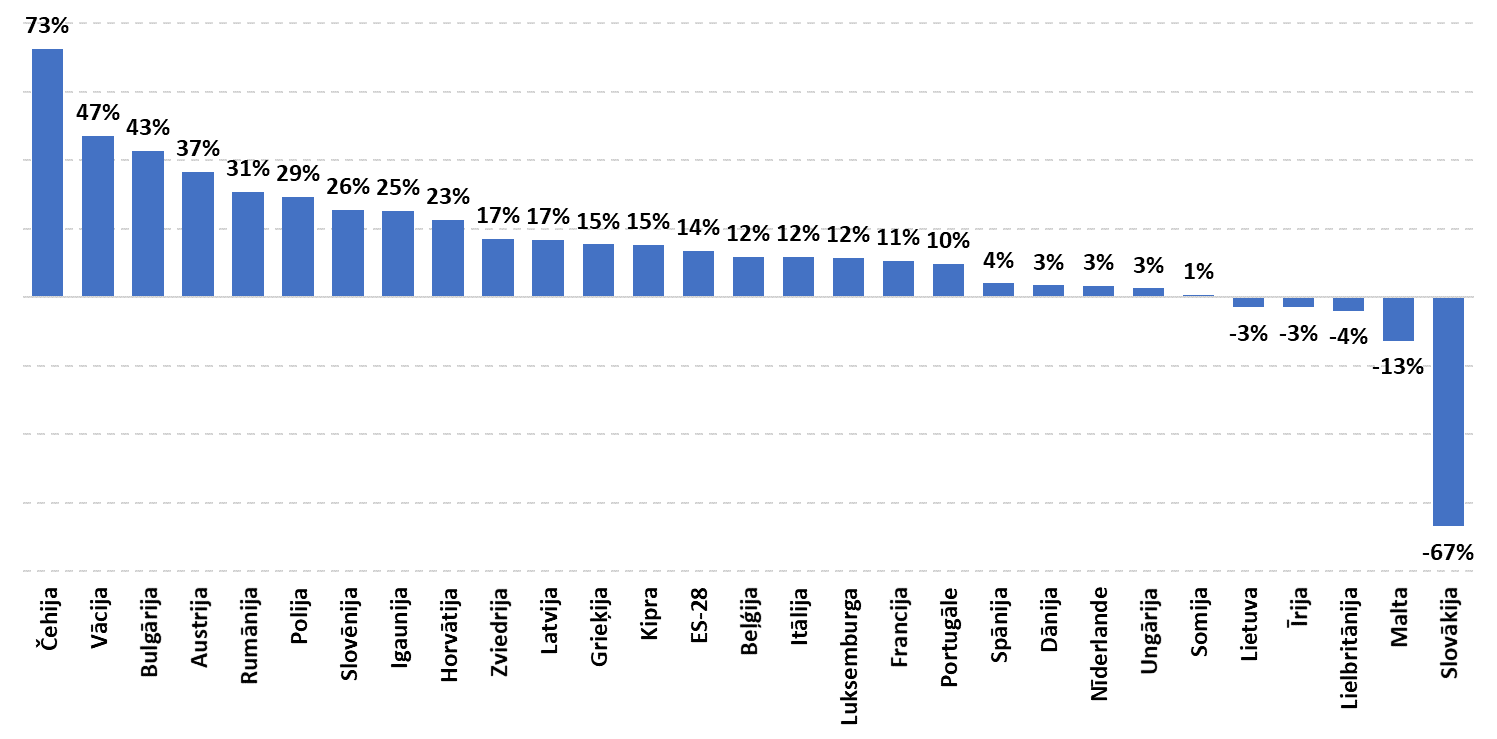 73%
47%
43%
37%
31%
29%
26%
25%
23%
17%
17%
15%
15%
14%
12%
12%
12%
11%
10%
4%
3%
3%
3%
1%
-3%
-3%
-4%
-13%
-67%
Čehija
Vācija
Bulgārija
Austrija
Rumānija
Polija
Slovēnija
Igaunija
Horvātija
Zviedrija
Latvija
Grieķija
Kipra
ES-28
Beļģija
Itālija
Luksemburga
Francija
Portugāle
Spānija
Dānija
Nīderlande
Ungārija
Somija
Lietuva
Īrija
Lielbritānija
Malta
Slovākija